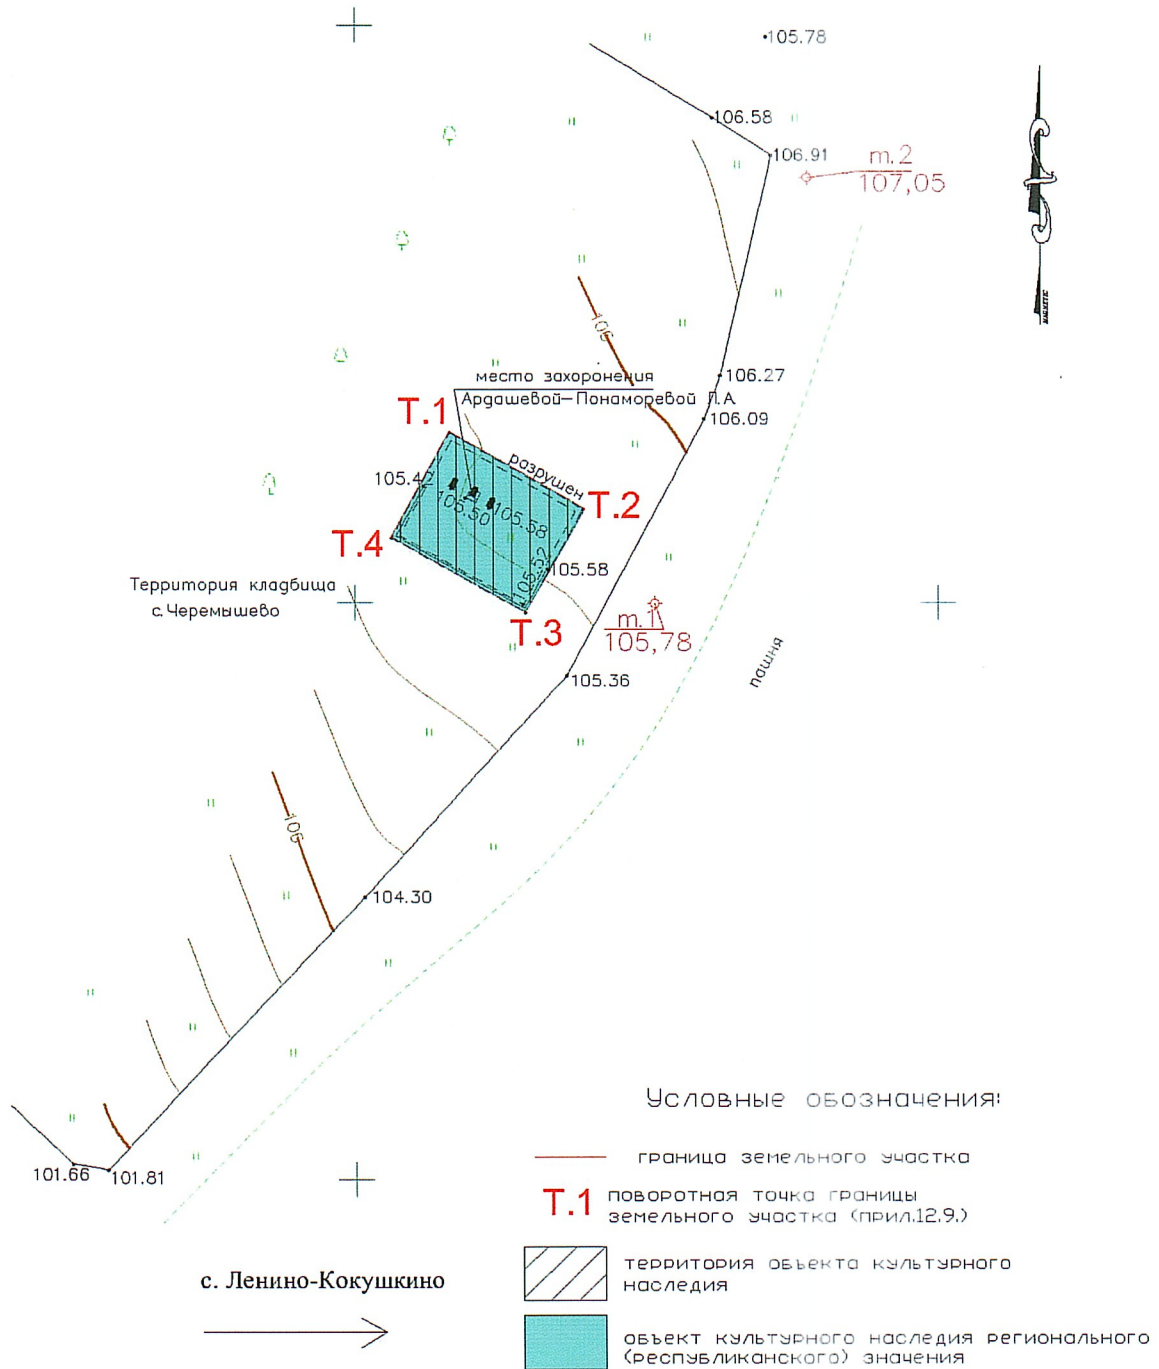 105.78
106.58
106.91
т.2
107,05
MAGNETIC
106
106.27
место захоронения
Ардашевой-Понаморевой Л.А
106.09
Т.1
разрушен
105.42
Т.2
105.50
105.58
Т.4
105.52
105.58
Территория кладбища
с.Черемышево
т.1
105,78
Т.3
пашня
105.36
106
104.30
101.66
101.81
Условные обозначения:
граница земельного участка
Т.1 поворотная точка границы
земельного участка (прил.12.9.)
с. Ленино-Кокушкино
территория объекта культурного
наследия
объект культурного наследия регионального
(республиканского) значения